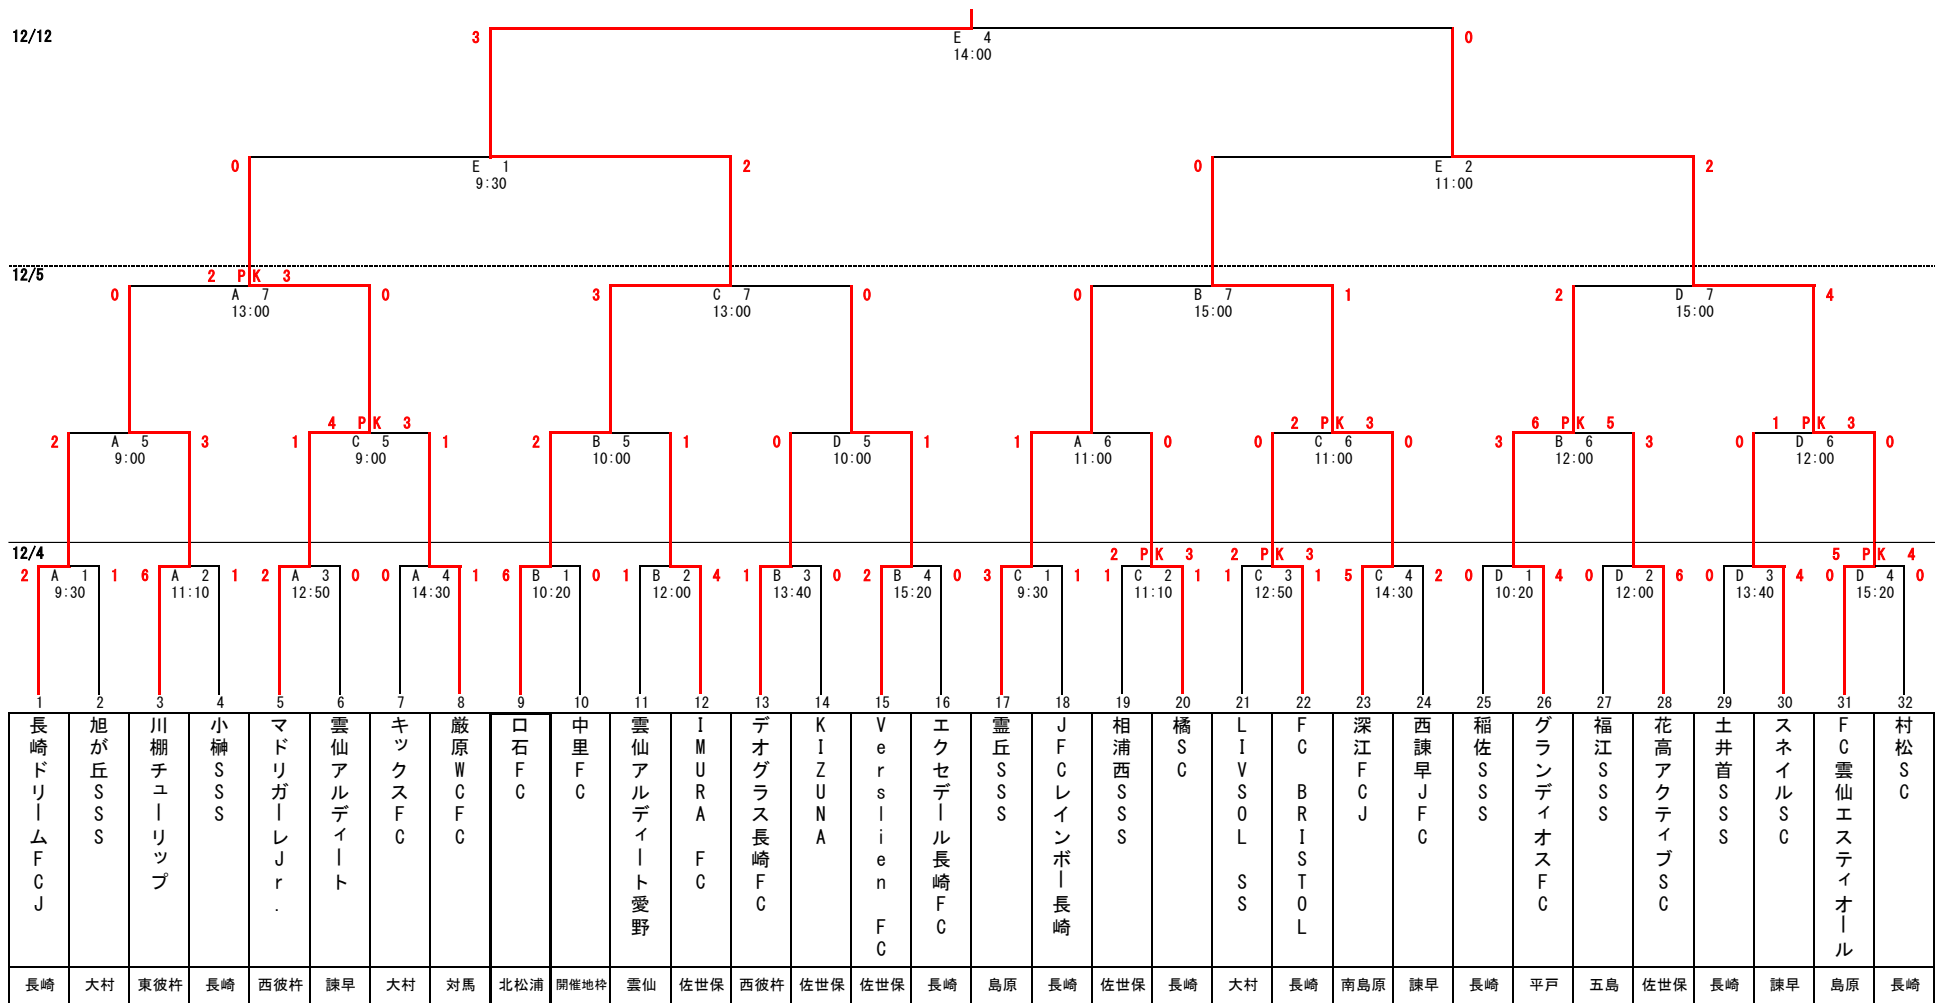 12/12
3 E 4 0
14:00
0 E 1 2 0 E 2 2
9:30 11:00
12/5
2 PK 3
0 A 7 0 3 C 7 0 0 B 7 1 2 D 7 4
13:00 13:00 15:00 15:00
4 PK 3 2 PK 3 6 PK 5 1 PK 3
2 A 5 3 1 C 5 1 2 B 5 1 0 D 5 1 1 A 6 0 0 C 6 0 3 B 6 3 0 D 6 0
9:00 9:00 10:00 10:00 11:00 11:00 12:00 12:00
12/4
2 PK 3 2 PK 3 5 PK 4
2 A 1 1 6 A 2 1 2 A 3 0 0 A 4 1 6 B 1 0 1 B 2 4 1 B 3 0 2 B 4 0 3 C 1 1 1 C 2 1 1 C 3 1 5 C 4 2 0 D 1 4 0 D 2 6 0 D 3 4 0 D 4 0
9:30 11:10 12:50 14:30 10:20 12:00 13:40 15:20 9:30 11:10 12:50 14:30 10:20 12:00 13:40 15:20
1 2 3 4 5 6 7 8 9 10 11 12 13 14 15 16 17 18 19 20 21 22 23 24 25 26 27 28 29 30 31 32
長崎ドリームFCJ
旭が丘SSS
川棚チューリップ
小榊SSS
マドリガーレJr.
雲仙アルディート
キックスFC
厳原WCFC
口石FC
中里FC
雲仙アルディート愛野
IMURA FC
デオグラス長崎FC
KIZUNA
Verslien FC
エクセデール長崎FC
霊丘SSS
JFCレインボー長崎
相浦西SSS
橘SC
LIVSOL SS
FC BRISTOL
深江FCJ
西諫早JFC
稲佐SSS
グランディオスFC
福江SSS
花高アクティブSC
土井首SSS
スネイルSC
FC雲仙エスティオール
村松SC
長崎 大村 東彼杵 長崎 西彼杵 諫早 大村 対馬 北松浦 開催地枠 雲仙 佐世保 西彼杵 佐世保 佐世保 長崎 島原 長崎 佐世保 長崎 大村 長崎 南島原 諫早 長崎 平戸 五島 佐世保 長崎 諫早 島原 長崎